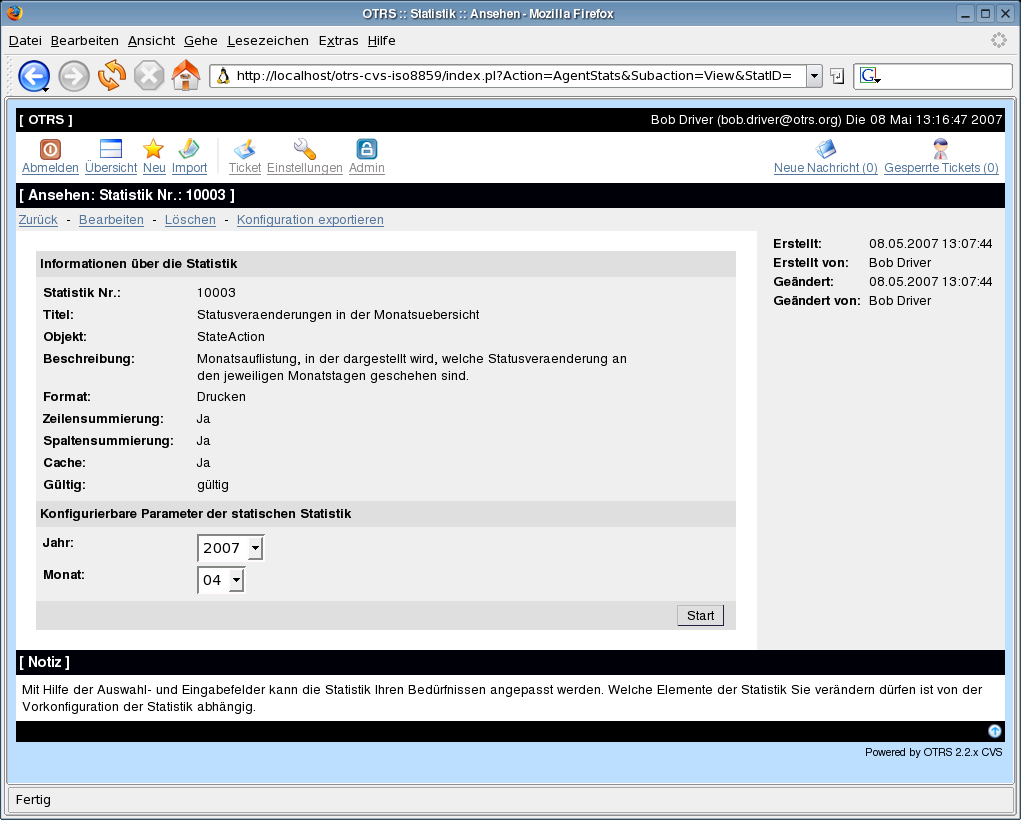 OTRS :: Statistik :: Ansehen - Mozilla Firefox
Datei Bearbeiten Ansicht Gehe Lesezeichen Extras Hilfe
http://localhost/otrs-cvs-iso8859/index.pl?Action=AgentStats&Subaction=View&StatID=
G
[ OTRS ] Bob Driver (bob.driver@otrs.org) Die 08 Mai 13:16:47 2007
Abmelden Übersicht Neu Import Ticket Einstellungen Admin Neue Nachricht (0) Gesperrte Tickets (0)
[ Ansehen: Statistik Nr.: 10003 ]
Zurück - Bearbeiten - Löschen - Konfiguration exportieren
Informationen über die Statistik
Statistik Nr.: 10003
Titel: Statusveraenderungen in der Monatsuebersicht
Objekt: StateAction
Beschreibung: Monatsauflistung, in der dargestellt wird, welche Statusveraenderung an
den jeweiligen Monatstagen geschehen sind.
Format: Drucken
Zeilensummierung: Ja
Spaltensummierung: Ja
Cache: Ja
Gültig: gültig
Konfigurierbare Parameter der statischen Statistik
Jahr: 2007
Monat: 04
Start
Erstellt: 08.05.2007 13:07:44
Erstellt von: Bob Driver
Geändert: 08.05.2007 13:07:44
Geändert von: Bob Driver
[ Notiz ]
Mit Hilfe der Auswahl- und Eingabefelder kann die Statistik Ihren Bedürfnissen angepasst werden. Welche Elemente der Statistik Sie verändern dürfen ist von der
Vorkonfiguration der Statistik abhängig.
Powered by OTRS 2.2.x CVS
Fertig